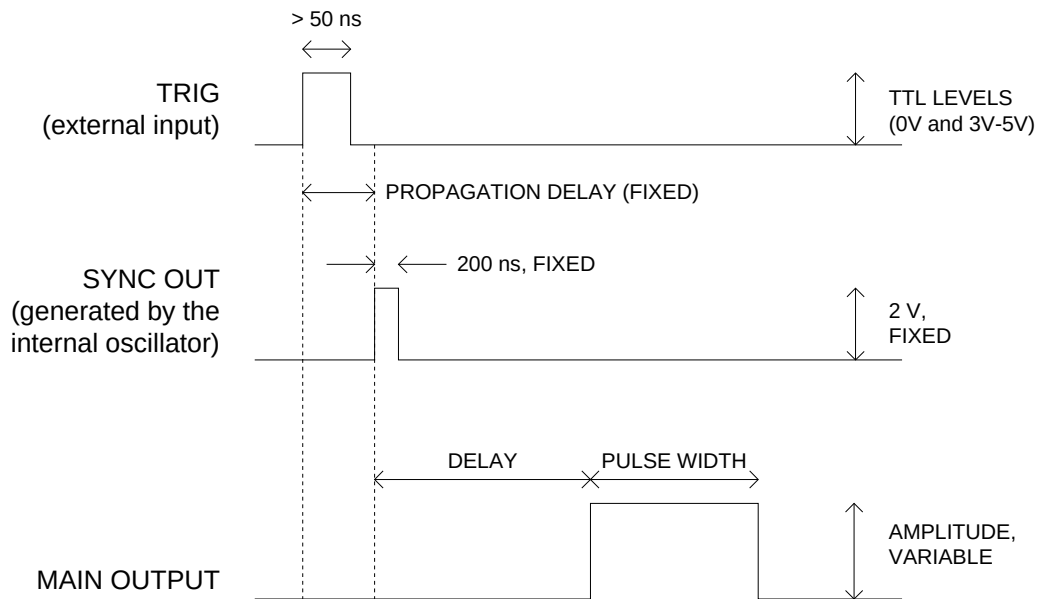 > 50 ns
TRIG
(external input)
TTL LEVELS
(0V and 3V-5V)
PROPAGATION DELAY (FIXED)
200 ns, FIXED
SYNC OUT
(generated by the
internal oscillator)
2 V,
FIXED
DELAY
PULSE WIDTH
AMPLITUDE,
VARIABLE
MAIN OUTPUT